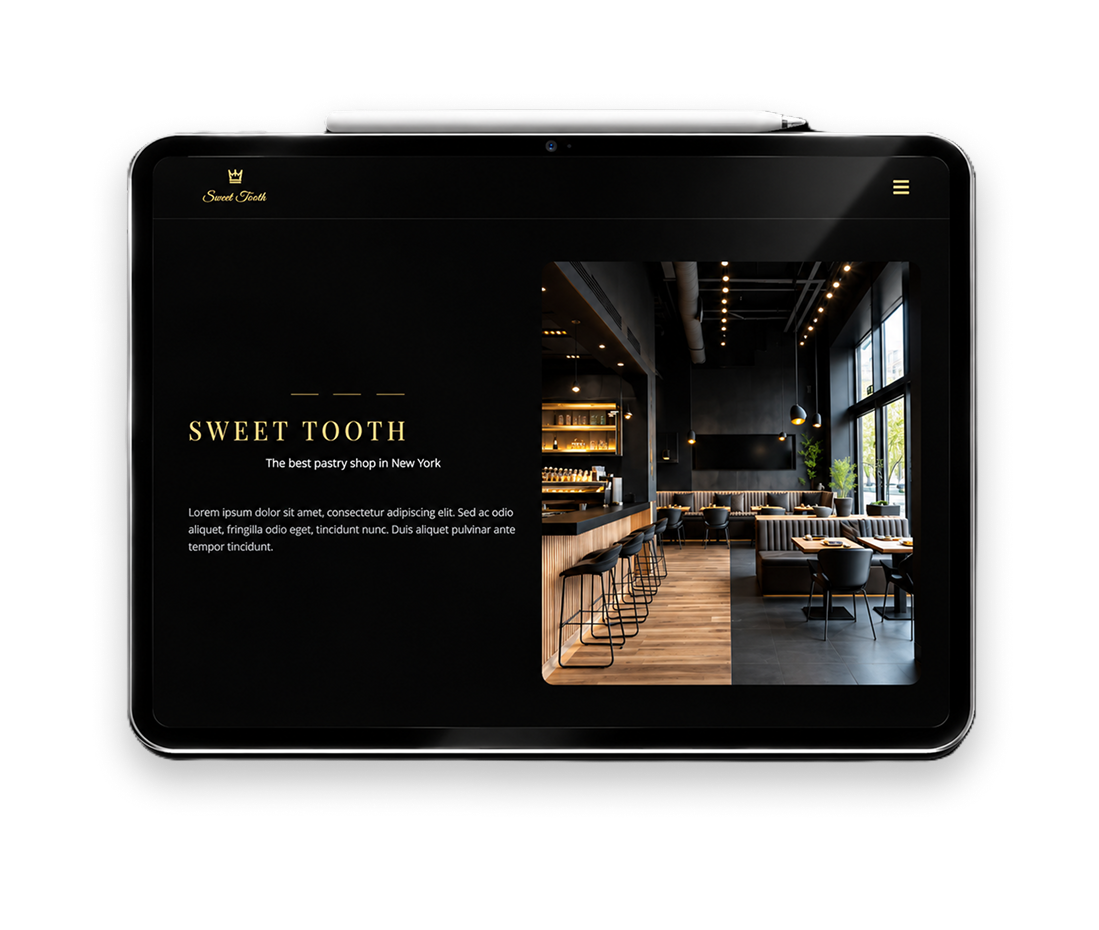 Sweet Tooth
SWEET TOOTH
The best pastry shop in New York
Lorem ipsum dolor sit amet, consectetur adipiscing elit. Sed ac odio
aliquet, fringilla odio eget, tincidunt nunc. Duis aliquet pulvinar ante
tempor tincidunt.